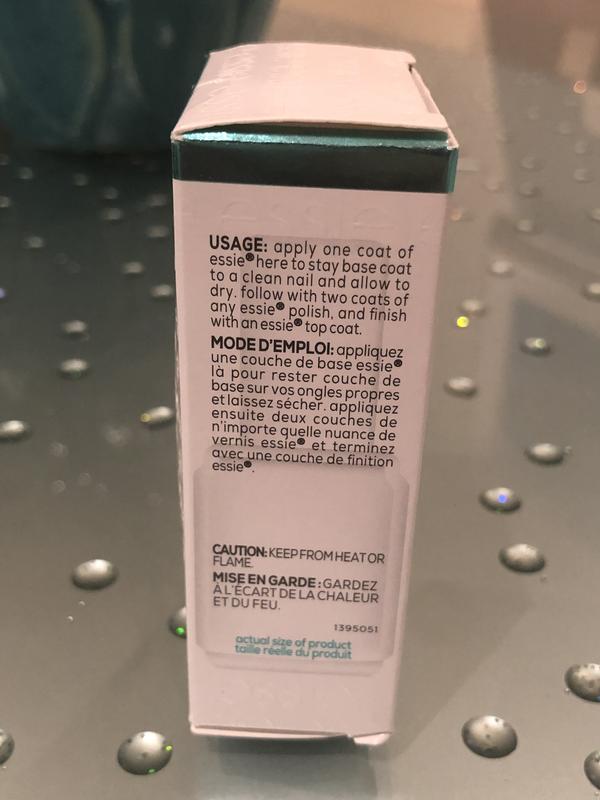 USAGE: apply one coat of
essie® here to stay base coat
to a clean nail and allow to
dry. follow with two coats of
any essie® polish, and finish
with an essie® top coat.
MODE D'EMPLOI: appliquez
une couche de base essie®
là pour rester couche de
base sur vos ongles propres
et laissez sécher. appliquez
ensuite deux couches de
n'importe quelle nuance de
vernis essie® et terminez
avec une couche de finition
essie®.
CAUTION: KEEP FROM HEAT OR
FLAME.
MISE EN GARDE : GARDEZ
À L'ÉCART DE LA CHALEUR
ET DU FEU.
1395051
actual size of product
taille réelle du produit